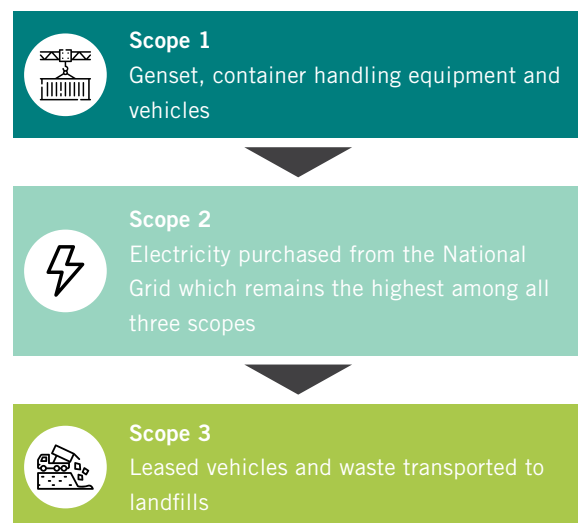 Scope 1
Genset, container handling equipment and
vehicles
Scope 2
Electricity purchased from the National
Grid which remains the highest among all
three scopes
Scope 3
Leased vehicles and waste transported to
landfills